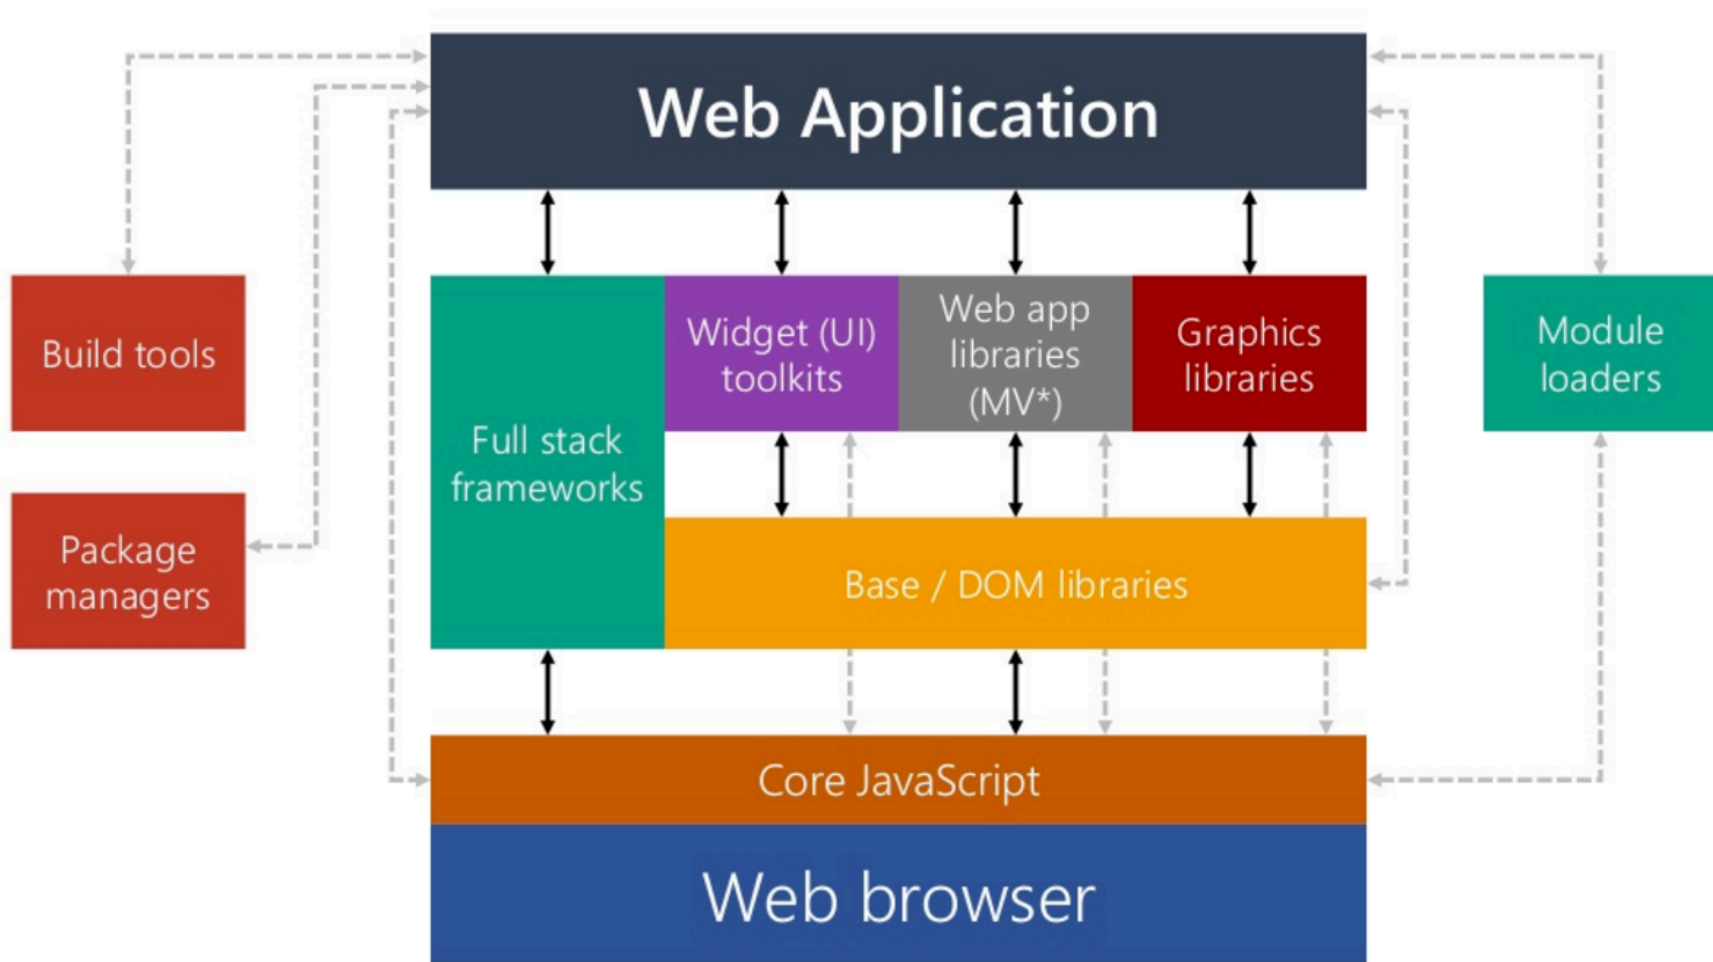 Web Application
Build tools
Package
managers
Full stack
frameworks
Widget (UI)
toolkits
Web app
libraries
(MV*)
Graphics
libraries
Module
loaders
Base / DOM libraries
Core JavaScript
Web browser